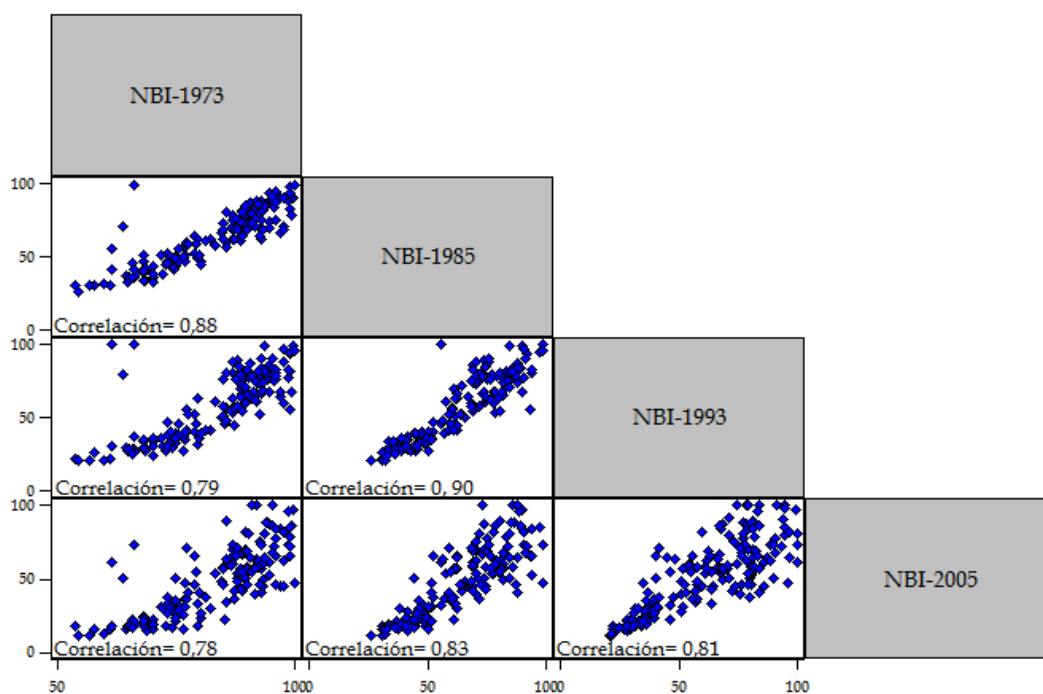 NBI-1973
100
50
0
NBI-1985
Correlación= 0,88
100
50
0
NBI-1993
Correlación= 0,79
Correlación= 0, 90
100
50
0
NBI-2005
Correlación= 0,78
Correlación= 0,83
Correlación= 0,81
50 1000 50 1000 50 100